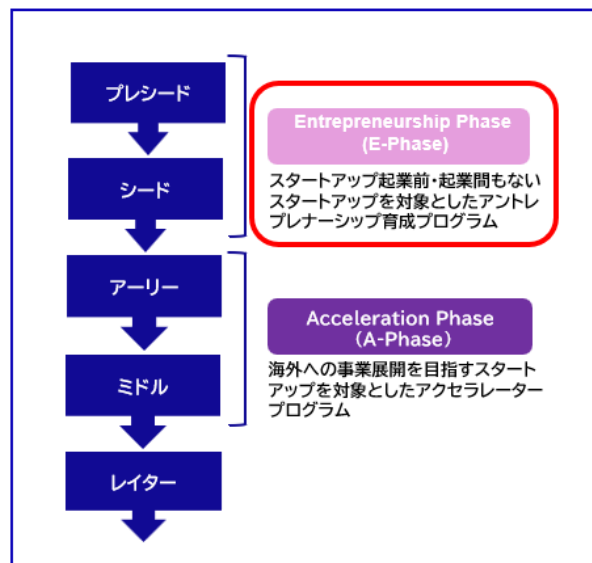 プレシード
シード
アーリー
ミドル
レイター
Entrepreneurship Phase
(E-Phase)
スタートアップ起業前・起業間もない
スタートアップを対象としたアントレ
プレナーシップ育成プログラム
Acceleration Phase
(A-Phase)
海外への事業展開を目指すスタート
アップを対象としたアクセラレーター
プログラム